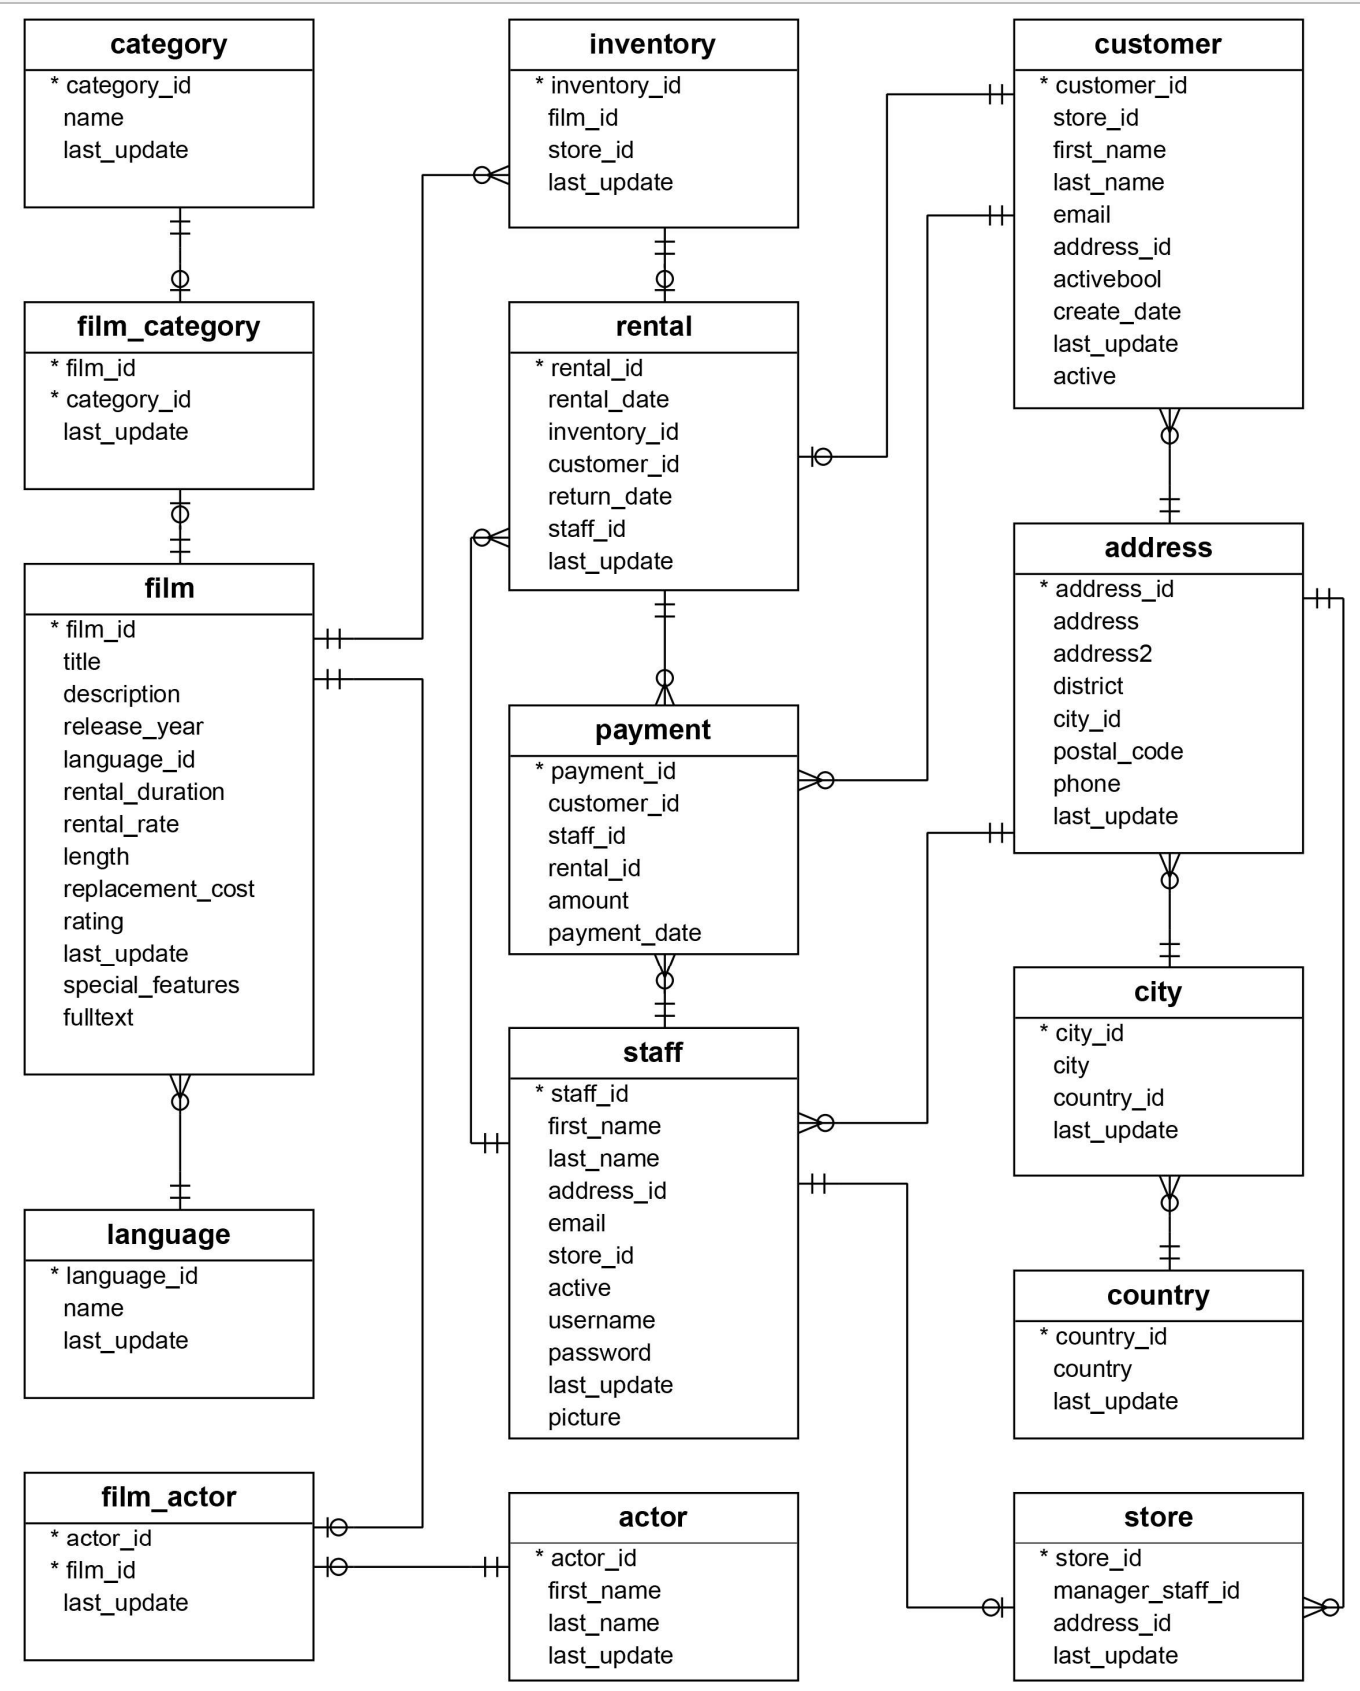 category
* category_id
name
last_update
film_category
* film_id
* category_id
last_update
film
* film_id
title
description
release_year
language_id
rental_duration
rental_rate
length
replacement_cost
rating
last_update
special_features
fulltext
language
* language_id
name
last_update
film_actor
* actor_id
* film_id
last_update
inventory
* inventory_id
film_id
store_id
last_update
rental
* rental_id
rental_date
inventory_id
customer_id
return_date
staff_id
last_update
payment
* payment_id
customer_id
staff_id
rental_id
amount
payment_date
staff
* staff_id
first_name
last_name
address_id
email
store_id
active
username
password
last_update
picture
actor
* actor_id
first_name
last_name
last_update
customer
* customer_id
store_id
first_name
last_name
email
address_id
activebool
create_date
last_update
active
address
* address_id
address
address2
district
city_id
postal_code
phone
last_update
city
* city_id
city
country_id
last_update
country
* country_id
country
last_update
store
* store_id
manager_staff_id
address_id
last_update